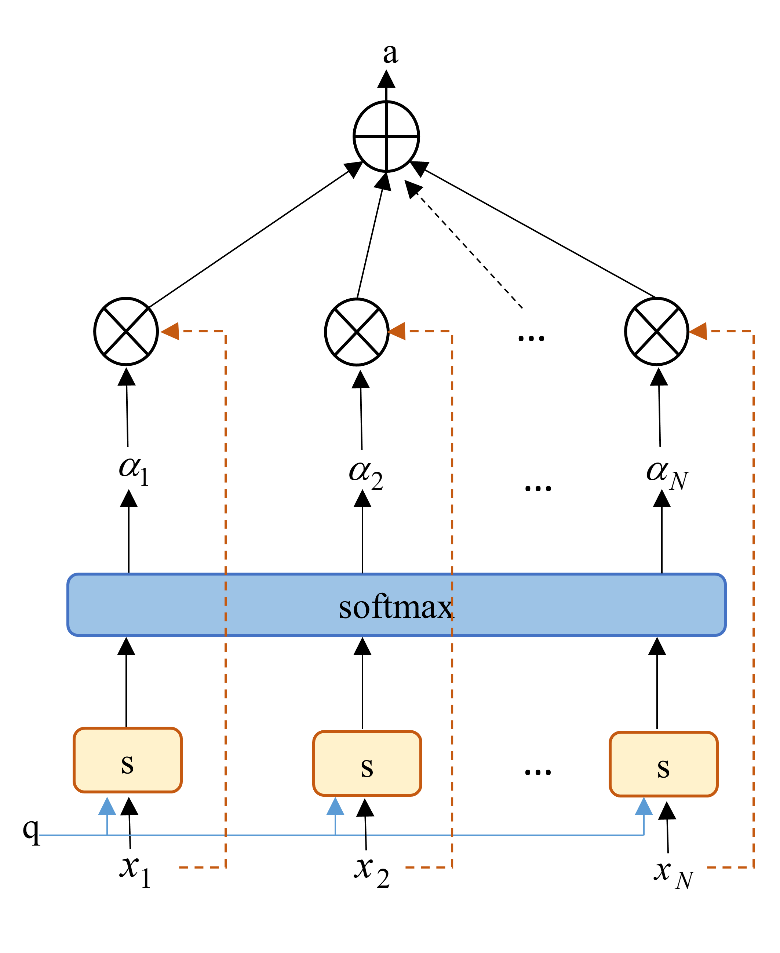 a
...
α1 α2 ... αN
softmax
s s ... s
q
x1 x2 xN